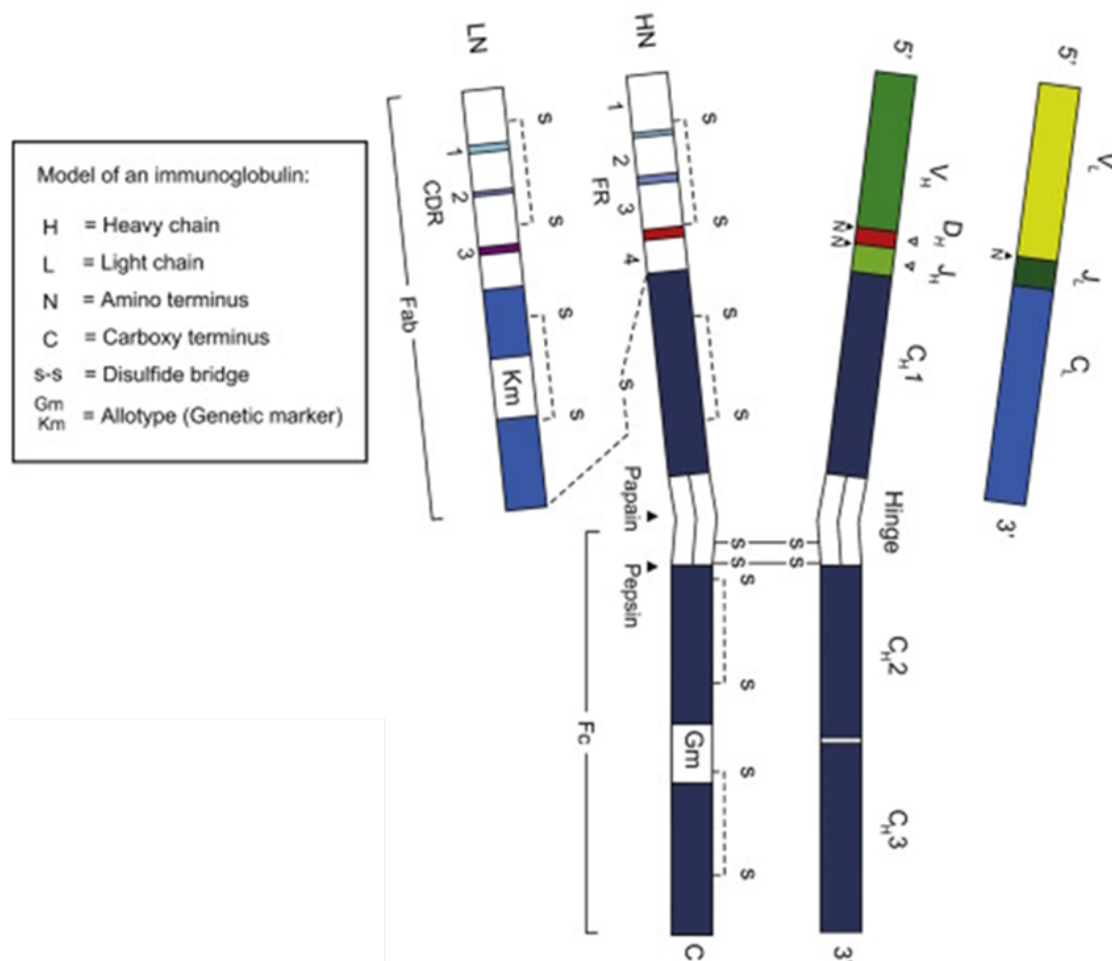 Model of an immunoglobulin:
H = Heavy chain
L = Light chain
N = Amino terminus
C = Carboxy terminus
s-s = Disulfide bridge
Gm
Km = Allotype (Genetic marker)
LN
HN
5'
5'
1
2
3
CDR
Fab
Km
S
S
S
S
1
2
3
4
FR
S
S
S
S
S
VH
DH
JH
N
N
CH1
VL
JL
N
CL
3'
Hinge
Papain
Pepsin
S
S
S
S
Fc
S
S
Gm
S
S
CH2
CH3
C
3'